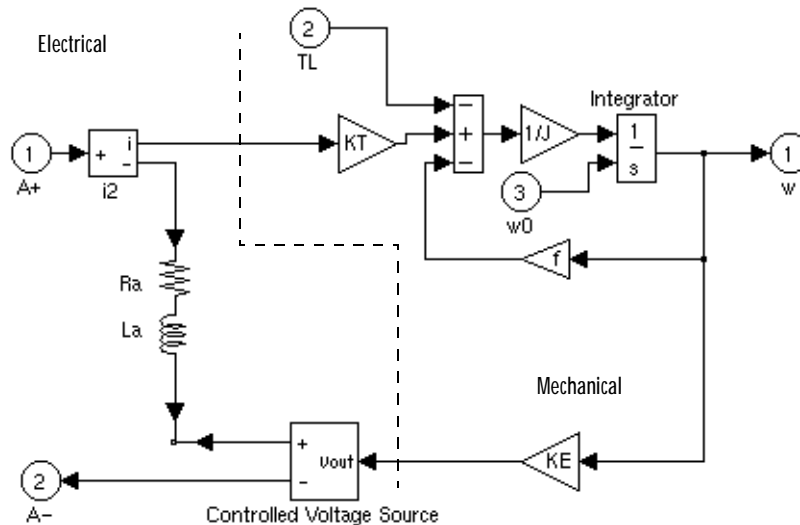 Electrical
2
TL
Integrator
−
+
−
KT
1/J
1
s
1
A+
+
i
−
i2
3
w0
1
w
f
Ra
La
Mechanical
+
−
vout
KE
2
A−
Controlled Voltage Source